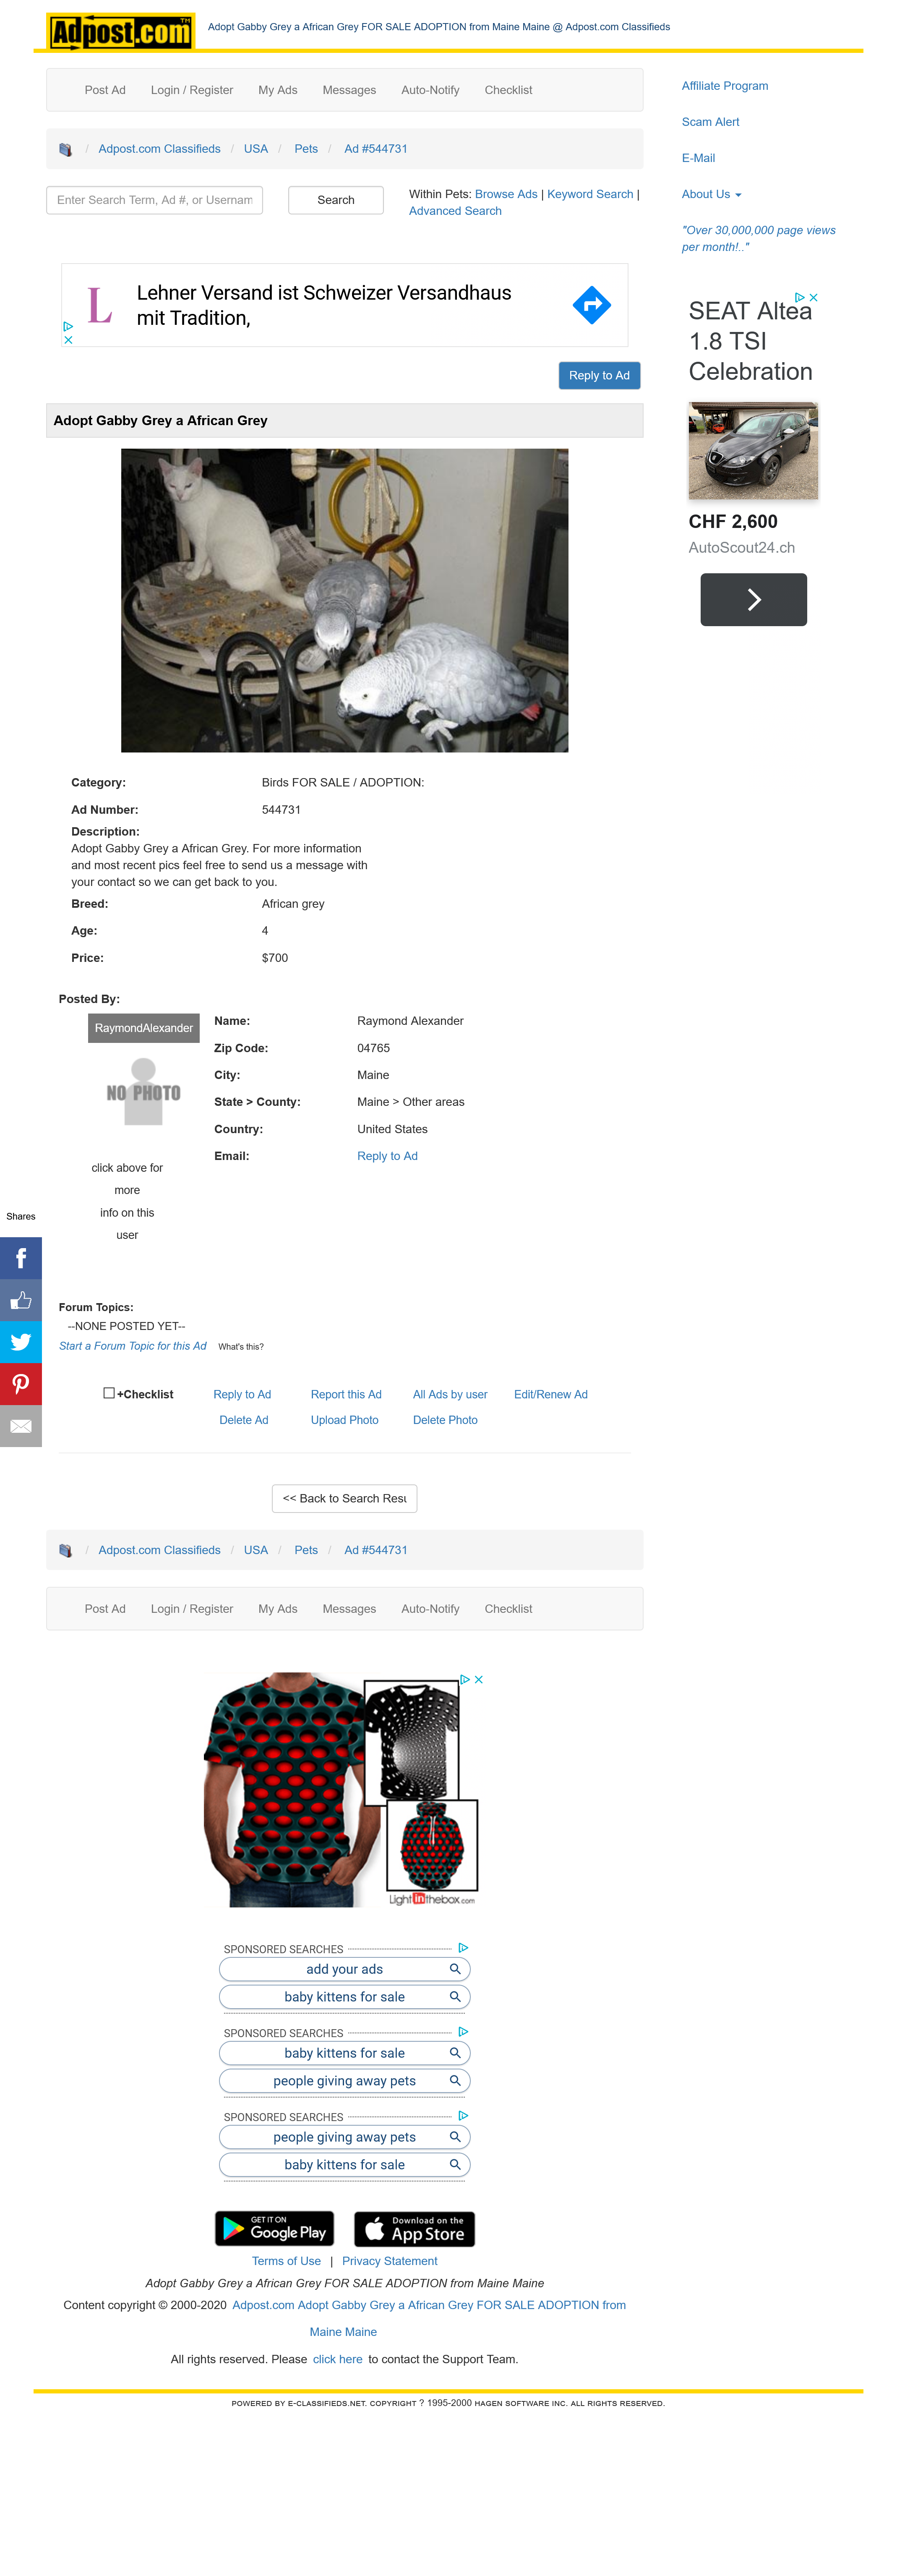 Adpost.com™
Adopt Gabby Grey a African Grey FOR SALE ADOPTION from Maine Maine @ Adpost.com Classifieds
Post Ad Login / Register My Ads Messages Auto-Notify Checklist
Affiliate Program
Scam Alert
E-Mail
About Us
"Over 30,000,000 page views
per month!.."
/ Adpost.com Classifieds / USA / Pets / Ad #544731
Enter Search Term, Ad #, or Usernam
Search
Within Pets: Browse Ads | Keyword Search |
Advanced Search
L
Lehner Versand ist Schweizer Versandhaus
mit Tradition,
SEAT Altea
1.8 TSI
Celebration
CHF 2,600
AutoScout24.ch
Reply to Ad
Adopt Gabby Grey a African Grey
Category: Birds FOR SALE / ADOPTION:
Ad Number: 544731
Description:
Adopt Gabby Grey a African Grey. For more information
and most recent pics feel free to send us a message with
your contact so we can get back to you.
Breed: African grey
Age: 4
Price: $700
Posted By:
RaymondAlexander
NO PHOTO
click above for
more
info on this
user
Name: Raymond Alexander
Zip Code: 04765
City: Maine
State > County: Maine > Other areas
Country: United States
Email: Reply to Ad
Shares
Forum Topics:
--NONE POSTED YET--
Start a Forum Topic for this Ad What's this?
+Checklist Reply to Ad Report this Ad All Ads by user Edit/Renew Ad
Delete Ad Upload Photo Delete Photo
<< Back to Search Resu
/ Adpost.com Classifieds / USA / Pets / Ad #544731
Post Ad Login / Register My Ads Messages Auto-Notify Checklist
LightInthebox.com
SPONSORED SEARCHES
add your ads
baby kittens for sale
SPONSORED SEARCHES
baby kittens for sale
people giving away pets
SPONSORED SEARCHES
people giving away pets
baby kittens for sale
GET IT ON
Google Play
Download on the
App Store
Terms of Use | Privacy Statement
Adopt Gabby Grey a African Grey FOR SALE ADOPTION from Maine Maine
Content copyright © 2000-2020 Adpost.com Adopt Gabby Grey a African Grey FOR SALE ADOPTION from
Maine Maine
All rights reserved. Please click here to contact the Support Team.
POWERED BY E-CLASSIFIEDS.NET. COPYRIGHT ? 1995-2000 HAGEN SOFTWARE INC. ALL RIGHTS RESERVED.